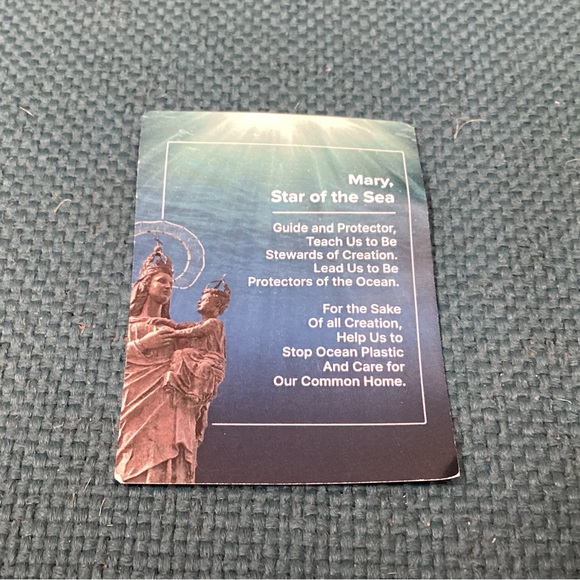 Mary,
Star of the Sea
Guide and Protector,
Teach Us to Be
Stewards of Creation.
Lead Us to Be
Protectors of the Ocean.
For the Sake
Of all Creation,
Help Us to
Stop Ocean Plastic
And Care for
Our Common Home.